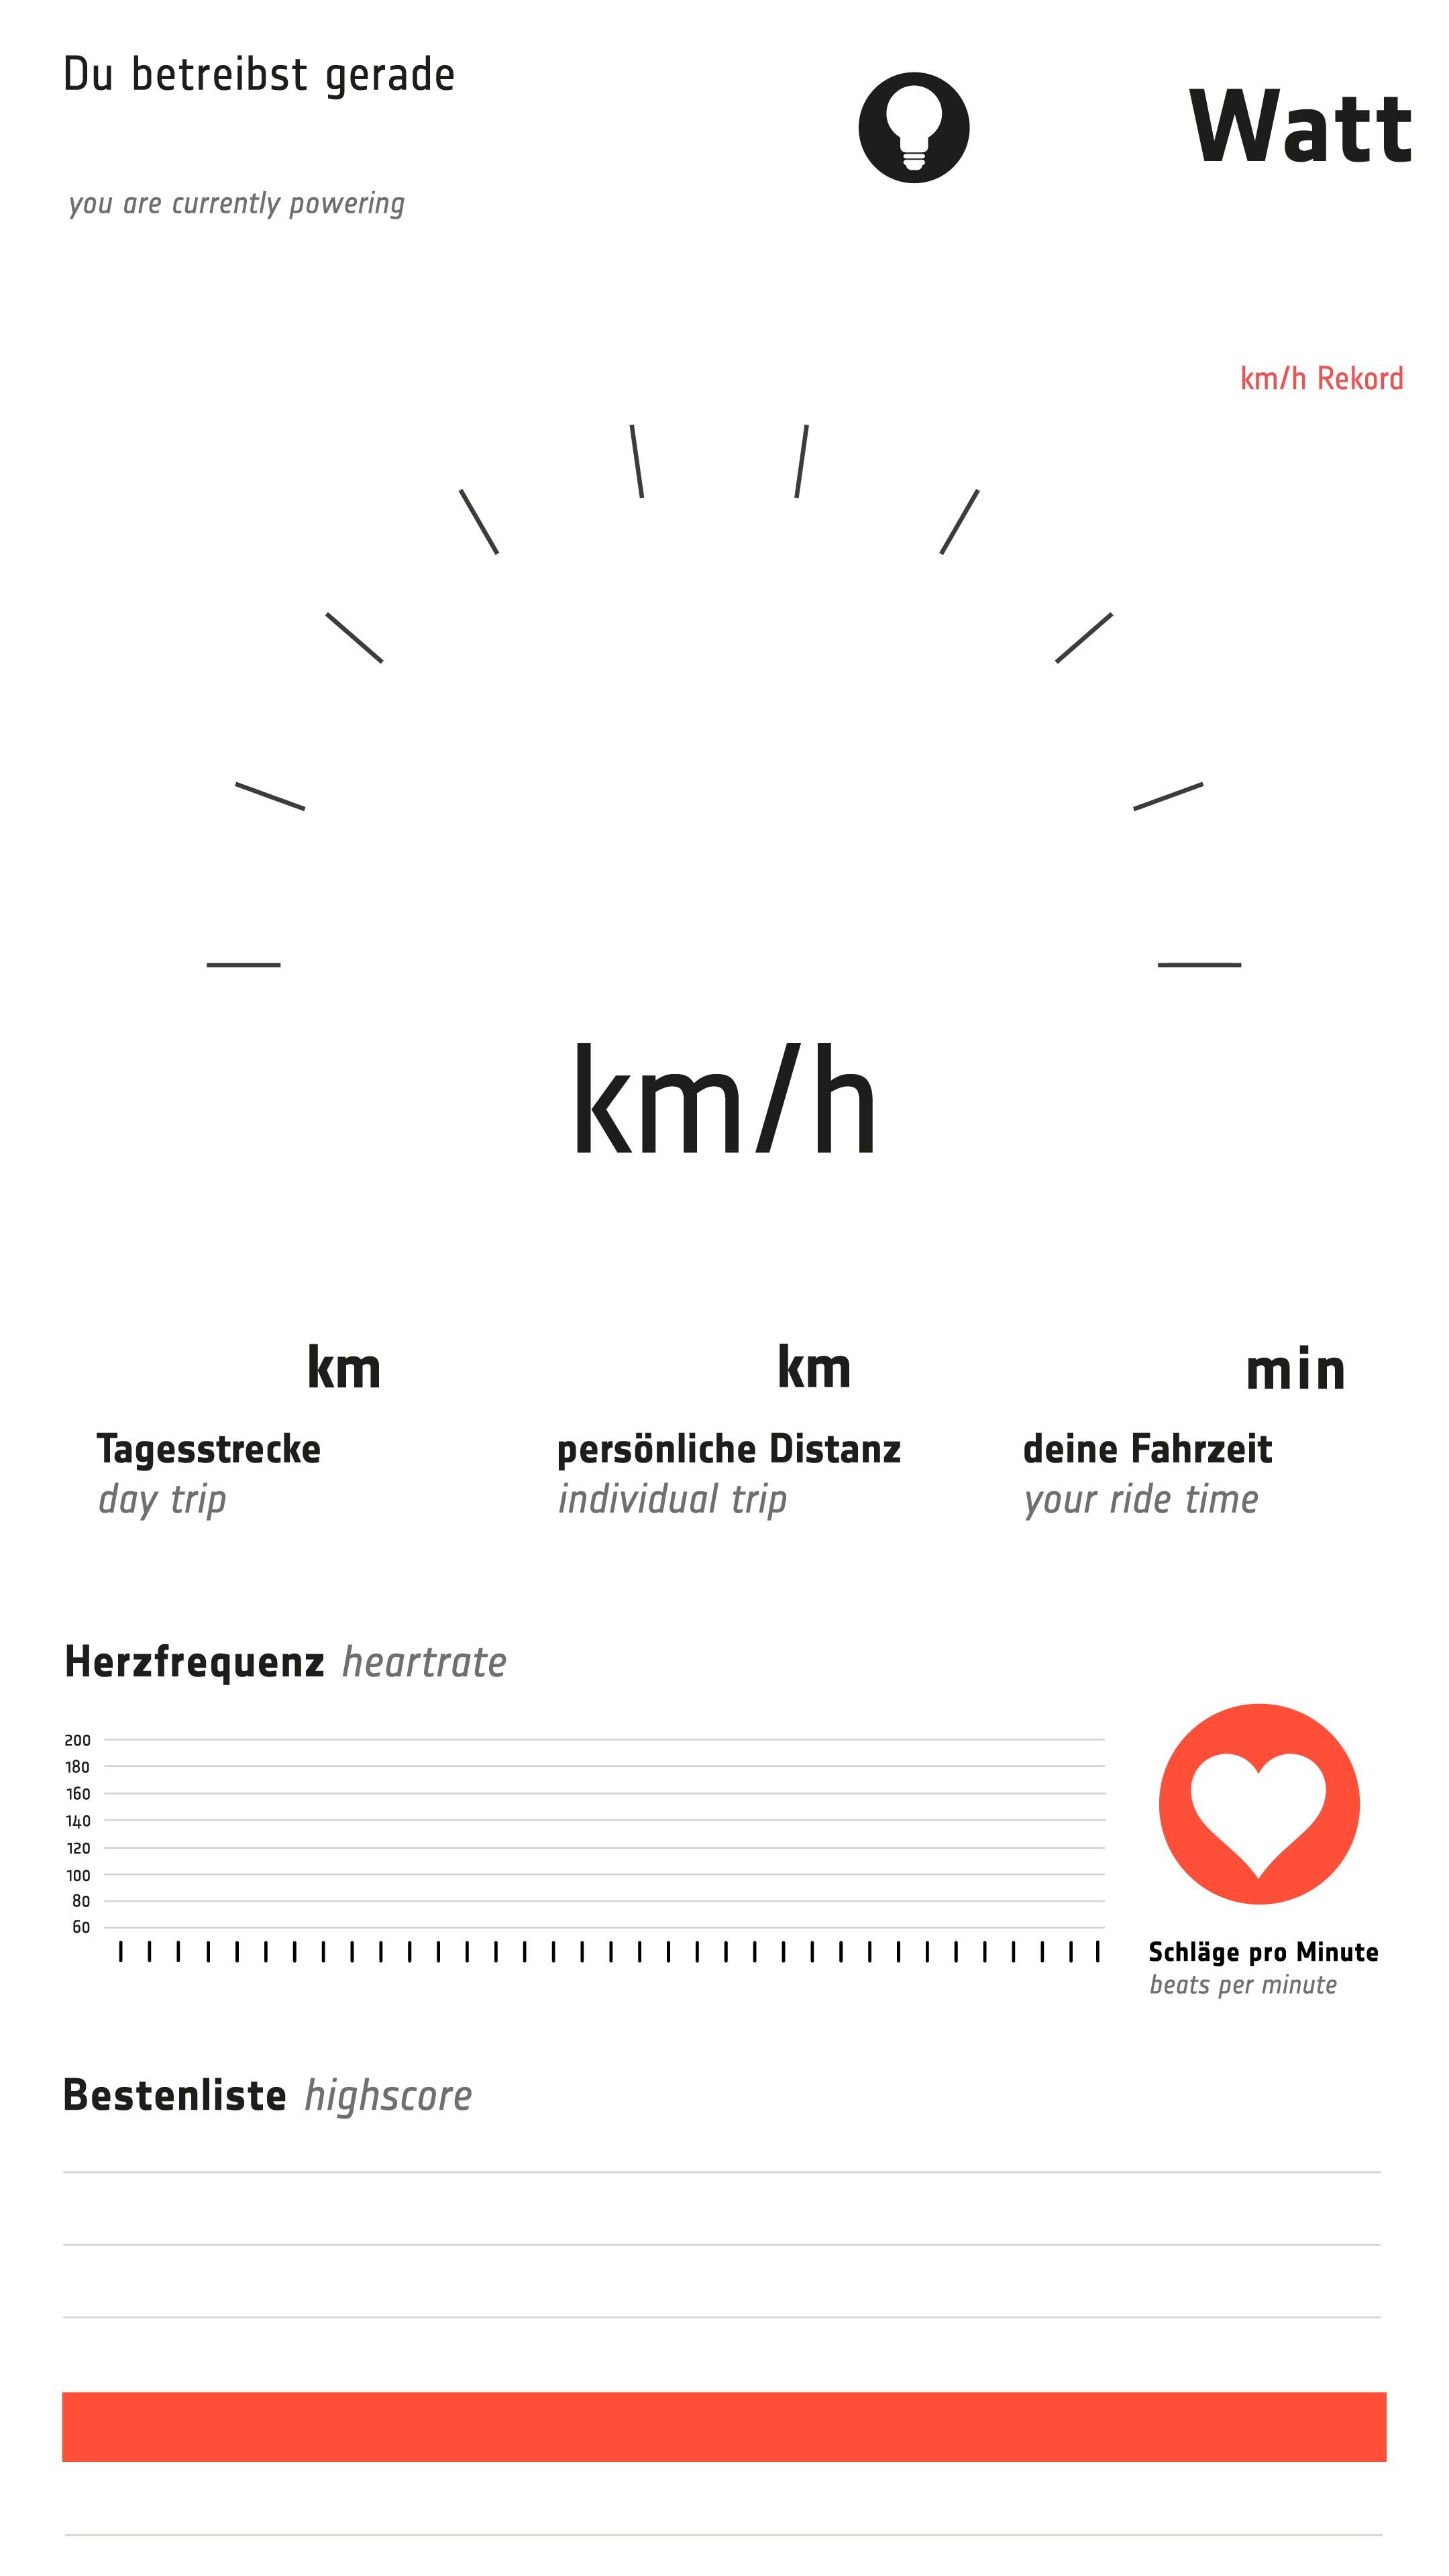 Du betreibst gerade
Watt
you are currently powering
km/h Rekord
km/h
km
km
min
Tagesstrecke
day trip
persönliche Distanz
individual trip
deine Fahrzeit
your ride time
Herzfrequenz heartrate
200
180
160
140
120
100
80
60
Schläge pro Minute
beats per minute
Bestenliste highscore